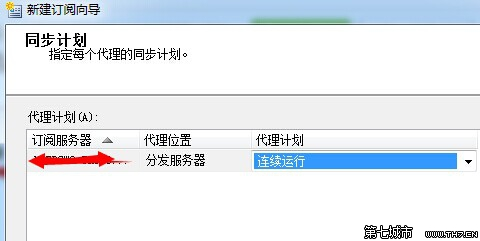 新建订阅向导
同步计划
指定每个代理的同步计划。
代理计划(A):
订阅服务器 代理位置 代理计划
分发服务器 连续运行
第七城市
www.TH7.CN